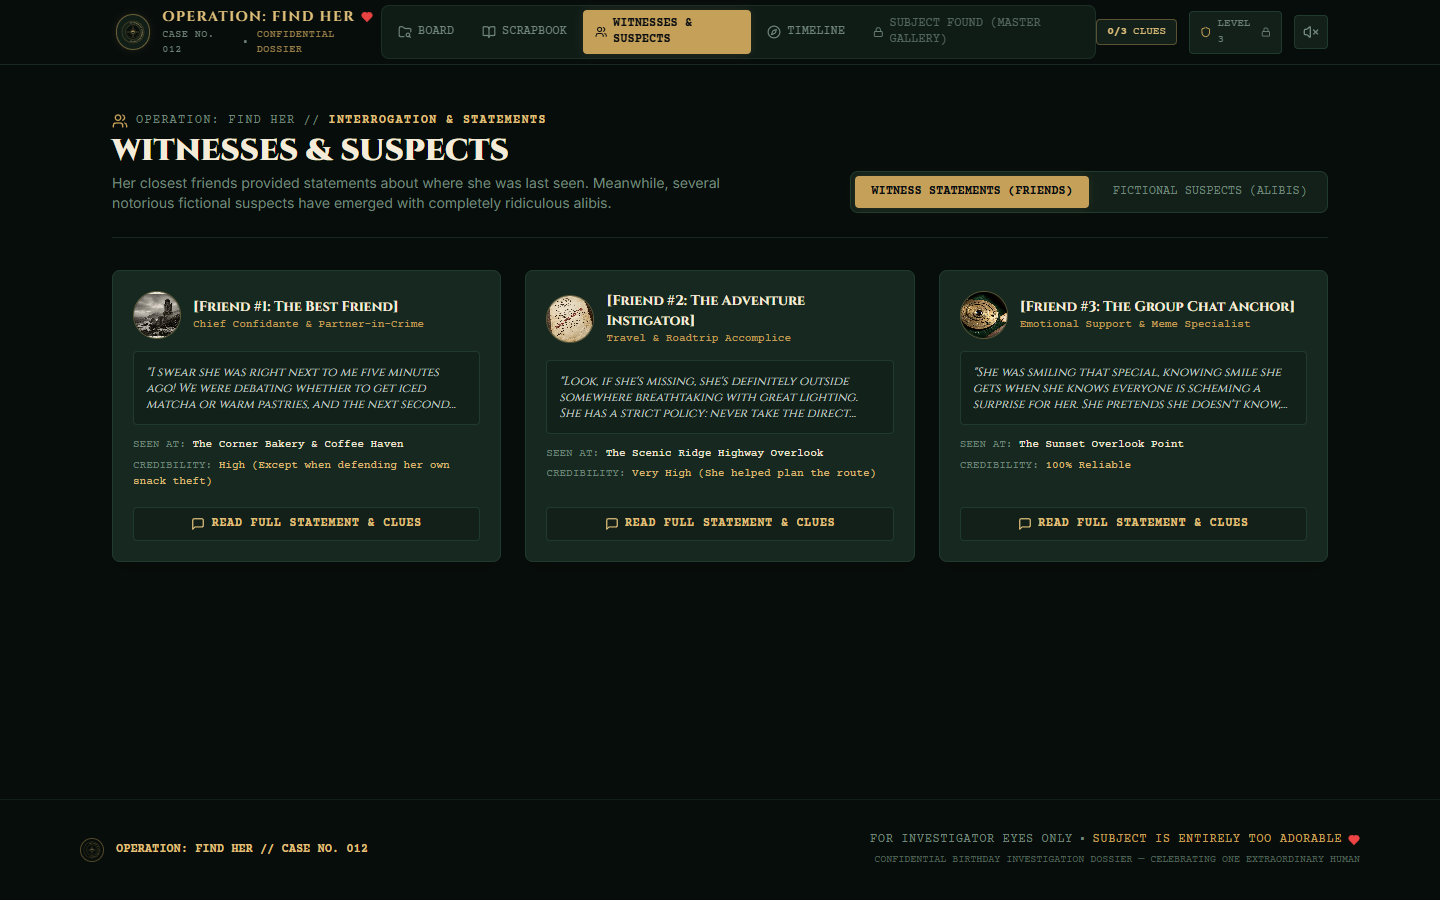 OPERATION: FIND HER
CASE NO. 012 • CONFIDENTIAL DOSSIER
BOARD
SCRAPBOOK
WITNESSES & SUSPECTS
TIMELINE
SUBJECT FOUND (MASTER GALLERY)
0/3 CLUES
LEVEL 3
OPERATION: FIND HER // INTERROGATION & STATEMENTS
WITNESSES & SUSPECTS
Her closest friends provided statements about where she was last seen. Meanwhile, several
notorious fictional suspects have emerged with completely ridiculous alibis.
WITNESS STATEMENTS (FRIENDS)
FICTIONAL SUSPECTS (ALIBIS)
[Friend #1: The Best Friend]
Chief Confidante & Partner-in-Crime
"I swear she was right next to me five minutes
ago! We were debating whether to get iced
matcha or warm pastries, and the next second...
SEEN AT: The Corner Bakery & Coffee Haven
CREDIBILITY: High (Except when defending her own
snack theft)
READ FULL STATEMENT & CLUES
[Friend #2: The Adventure
Instigator]
Travel & Roadtrip Accomplice
"Look, if she's missing, she's definitely outside
somewhere breathtaking with great lighting.
She has a strict policy: never take the direct...
SEEN AT: The Scenic Ridge Highway Overlook
CREDIBILITY: Very High (She helped plan the route)
READ FULL STATEMENT & CLUES
[Friend #3: The Group Chat Anchor]
Emotional Support & Meme Specialist
"She was smiling that special, knowing smile she
gets when she knows everyone is scheming a
surprise for her. She pretends she doesn't know,...
SEEN AT: The Sunset Overlook Point
CREDIBILITY: 100% Reliable
READ FULL STATEMENT & CLUES
OPERATION: FIND HER // CASE NO. 012
FOR INVESTIGATOR EYES ONLY • SUBJECT IS ENTIRELY TOO ADORABLE
CONFIDENTIAL BIRTHDAY INVESTIGATION DOSSIER — CELEBRATING ONE EXTRAORDINARY HUMAN